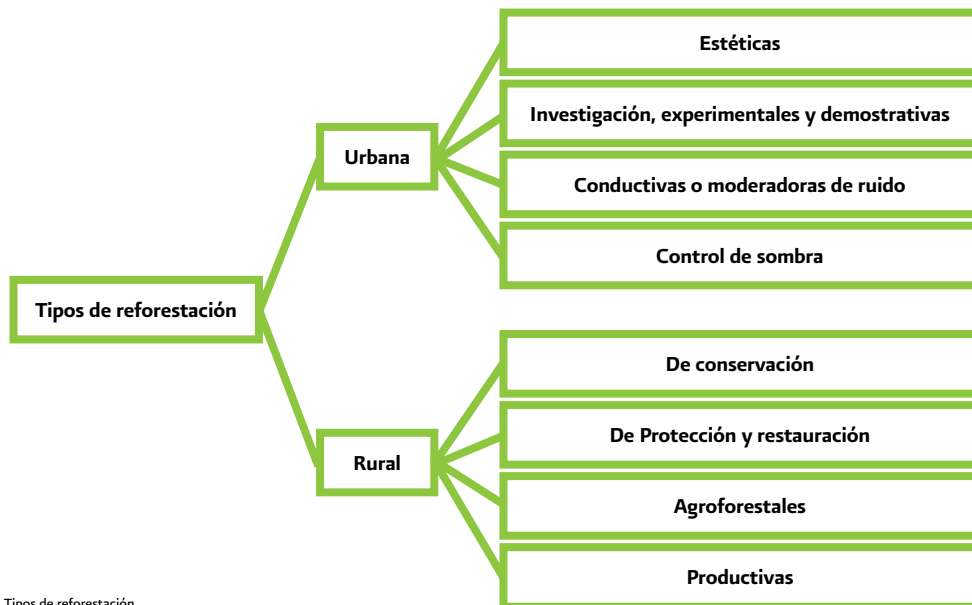 Tipos de reforestación
Urbana
Estéticas
Investigación, experimentales y demostrativas
Conductivas o moderadoras de ruido
Control de sombra
Rural
De conservación
De Protección y restauración
Agroforestales
Productivas
Tipos de reforestación